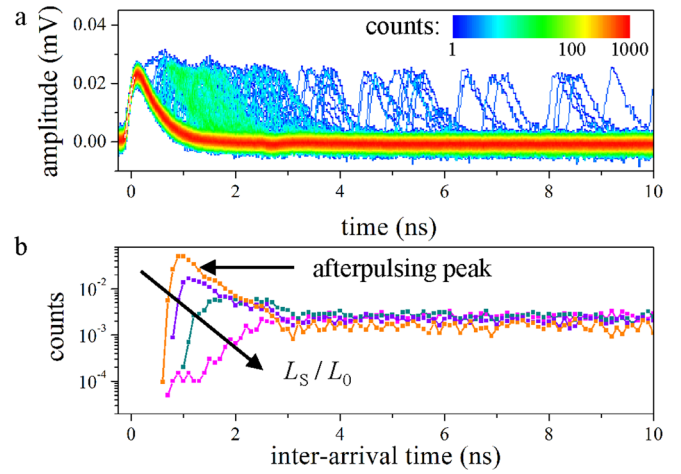 a
counts:
1 100 1000
amplitude (mV)
0.04
0.02
0.00
0 2 4 6 8 10
time (ns)
b
afterpulsing peak
counts
10⁻²
10⁻³
10⁻⁴
L_S / L_0
0 2 4 6 8 10
inter-arrival time (ns)